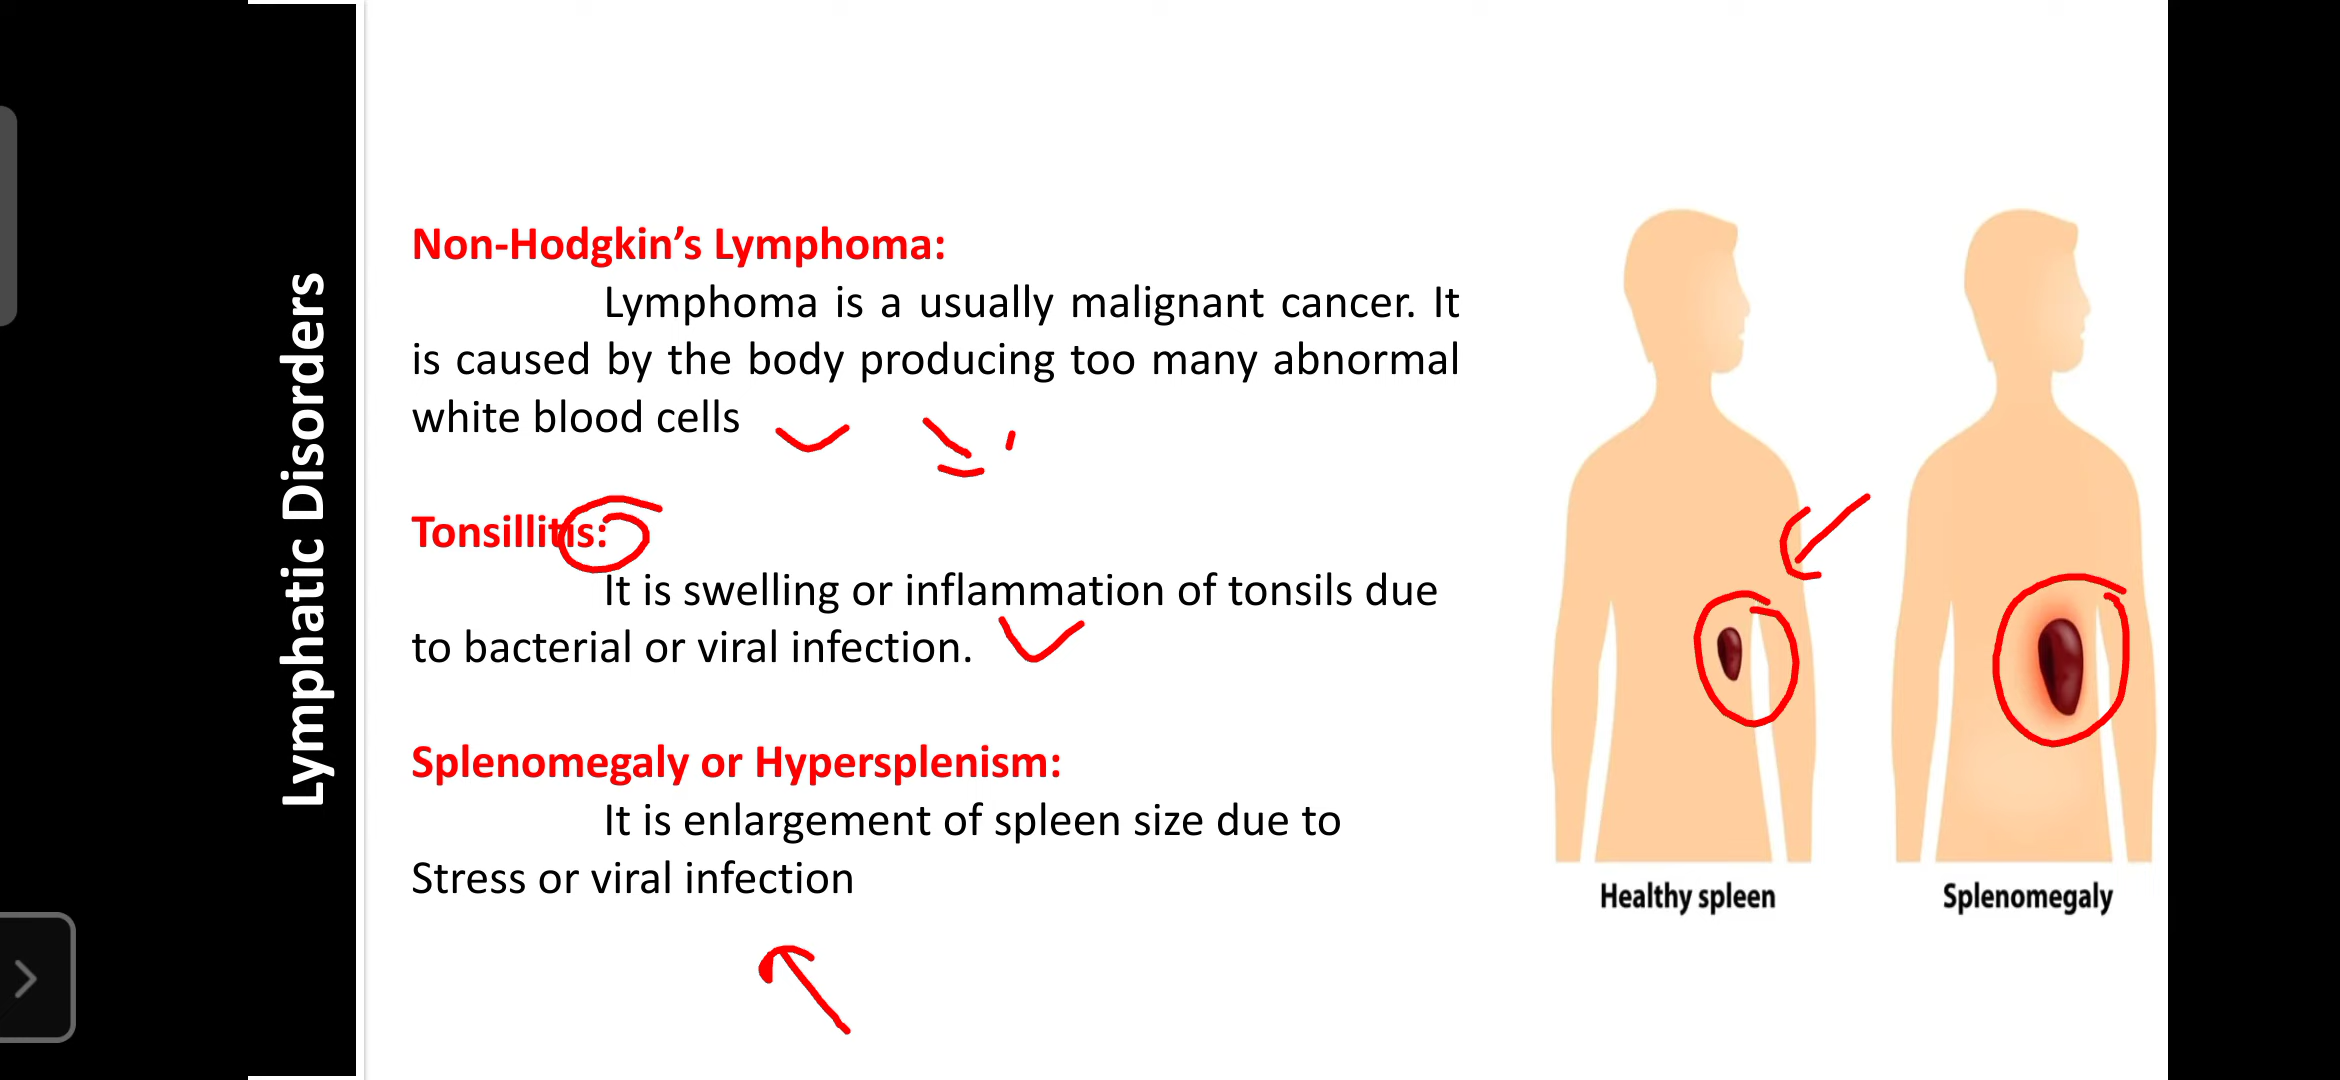 Lymphatic Disorders
Non-Hodgkin’s Lymphoma:
Lymphoma is a usually malignant cancer. It
is caused by the body producing too many abnormal
white blood cells
Tonsillitis:
It is swelling or inflammation of tonsils due
to bacterial or viral infection.
Splenomegaly or Hypersplenism:
It is enlargement of spleen size due to
Stress or viral infection
Healthy spleen
Splenomegaly